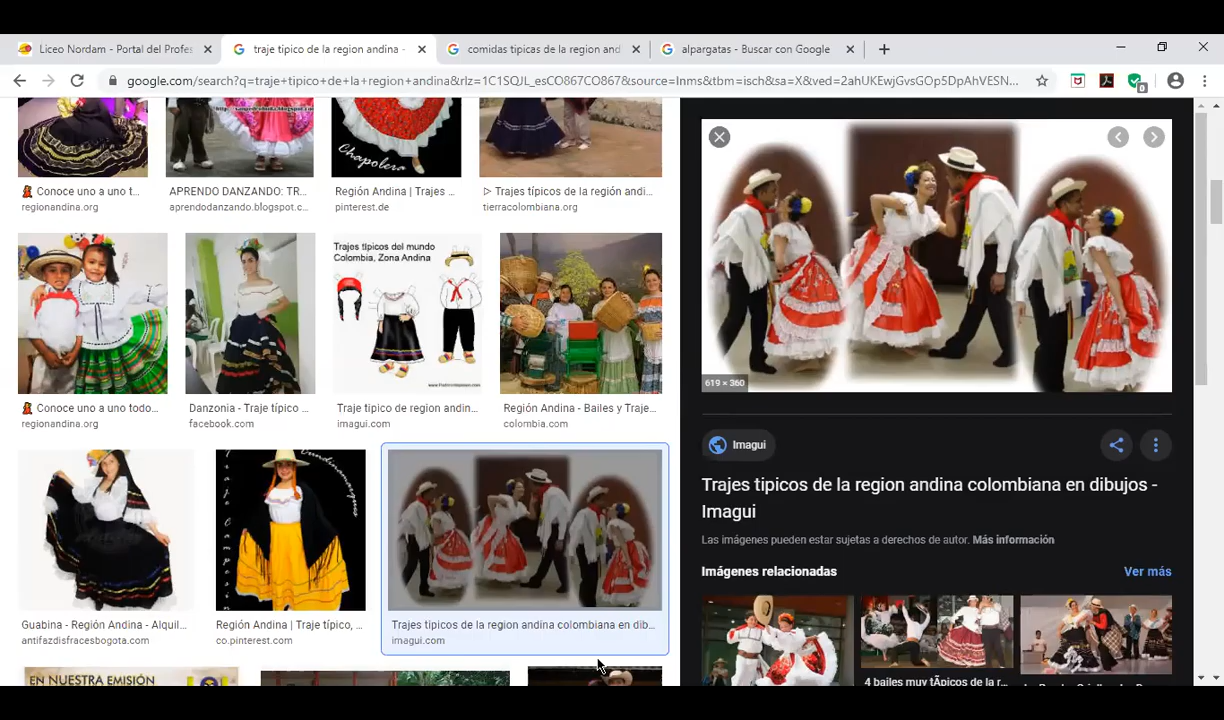 Liceo Nordam - Portal del Profes
traje tipico de la region andina -
comidas tipicas de la region and
alpargatas - Buscar con Google
google.com/search?q=traje+tipico+de+la+region+andina&rlz=1C1SQJL_esCO867CO867&source=lnms&tbm=isch&sa=X&ved=2ahUKEwjGvsGOp5DpAhVESN...
0
Chapolera
Conoce uno a uno t...
regionandina.org
APRENDO DANZANDO: TR...
aprendodanzando.blogspot.c...
Región Andina | Trajes ...
pinterest.de
▷ Trajes típicos de la región andi...
tierracolombiana.org
Trajes típicos del mundo
Colombia, Zona Andina
Conoce uno a uno todo...
regionandina.org
Danzonia - Traje típico ...
facebook.com
Traje tipico de region andin...
imagui.com
Región Andina - Bailes y Traje...
colombia.com
Guabina - Región Andina - Alquil...
antifazdisfracesbogota.com
Región Andina | Traje típico, ...
co.pinterest.com
Trajes tipicos de la region andina colombiana en dib...
imagui.com
EN NUESTRA EMISIÓN
619 × 360
Imagui
Trajes tipicos de la region andina colombiana en dibujos -
Imagui
Las imágenes pueden estar sujetas a derechos de autor. Más información
Imágenes relacionadas
Ver más
4 bailes muy tÃpicos de la r...